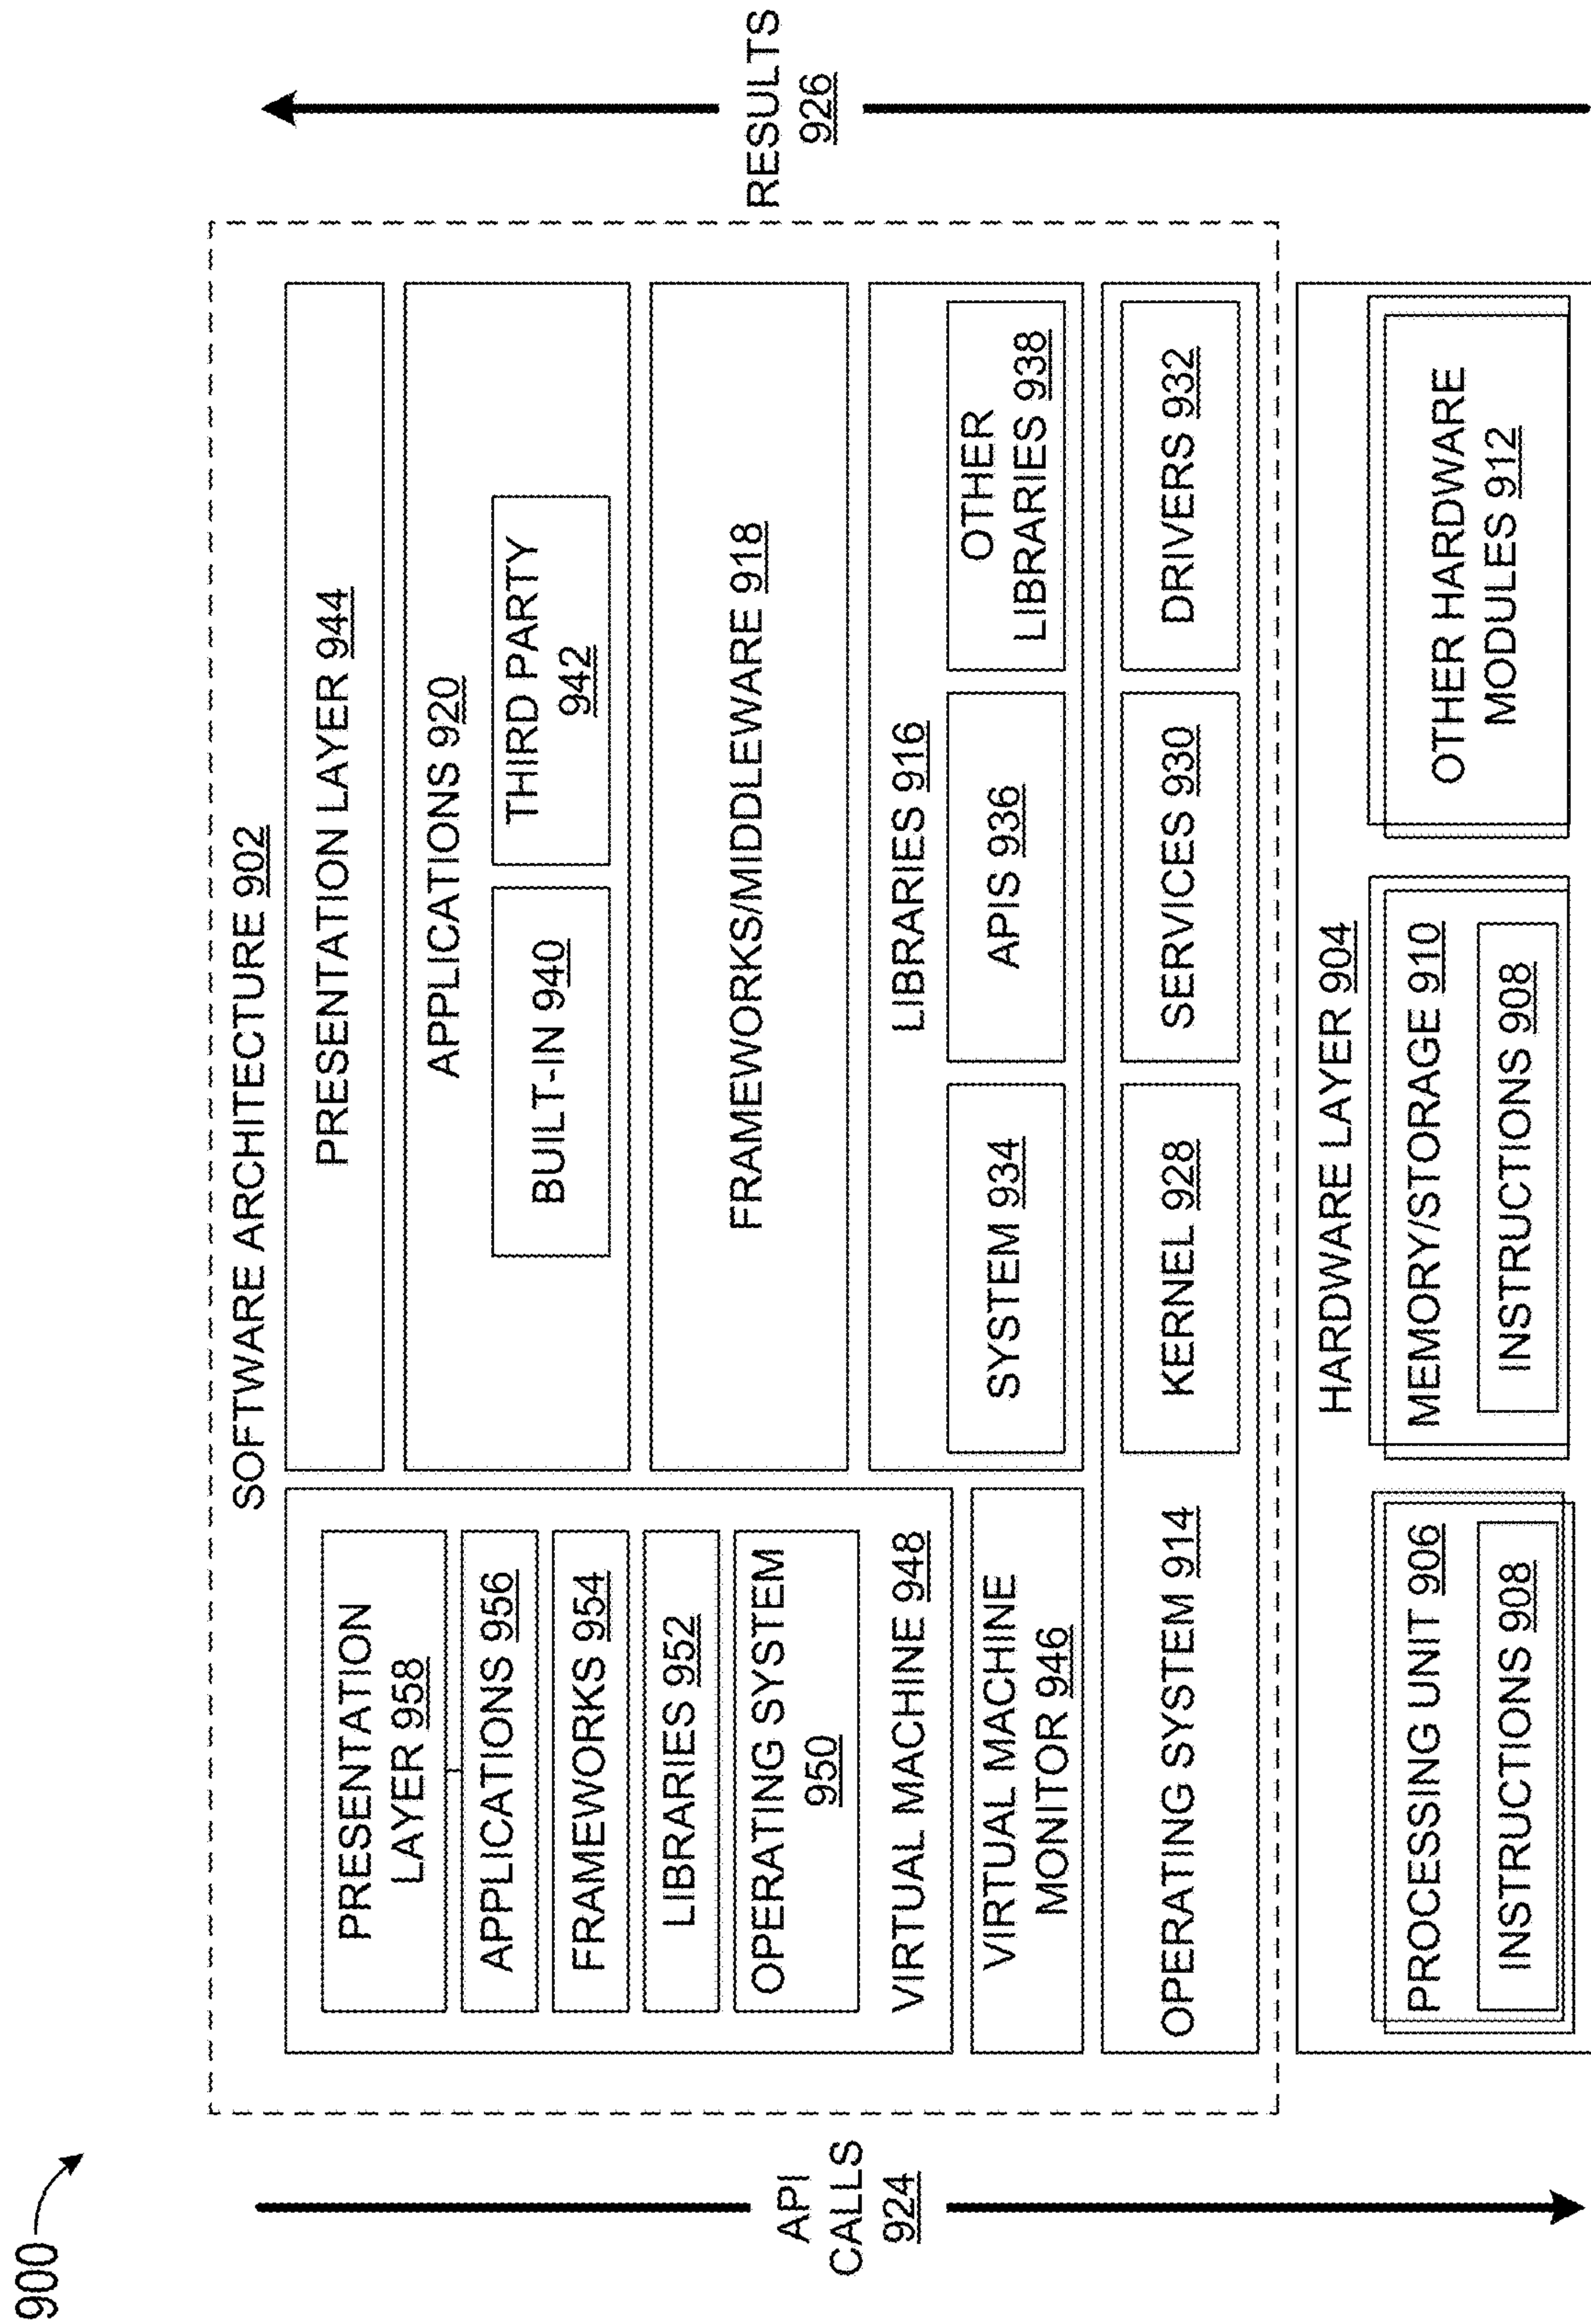 900
SOFTWARE ARCHITECTURE 902
PRESENTATION
LAYER 958
APPLICATIONS 956
FRAMEWORKS 954
LIBRARIES 952
OPERATING SYSTEM
950
VIRTUAL MACHINE 948
VIRTUAL MACHINE
MONITOR 946
PRESENTATION LAYER 944
APPLICATIONS 920
BUILT-IN 940
THIRD PARTY
942
FRAMEWORKS/MIDDLEWARE 918
LIBRARIES 916
SYSTEM 934
APIS 936
OTHER
LIBRARIES 938
OPERATING SYSTEM 914
KERNEL 928
SERVICES 930
DRIVERS 932
HARDWARE LAYER 904
PROCESSING UNIT 906
INSTRUCTIONS 908
MEMORY/STORAGE 910
INSTRUCTIONS 908
OTHER HARDWARE
MODULES 912
API
CALLS
924
RESULTS
926